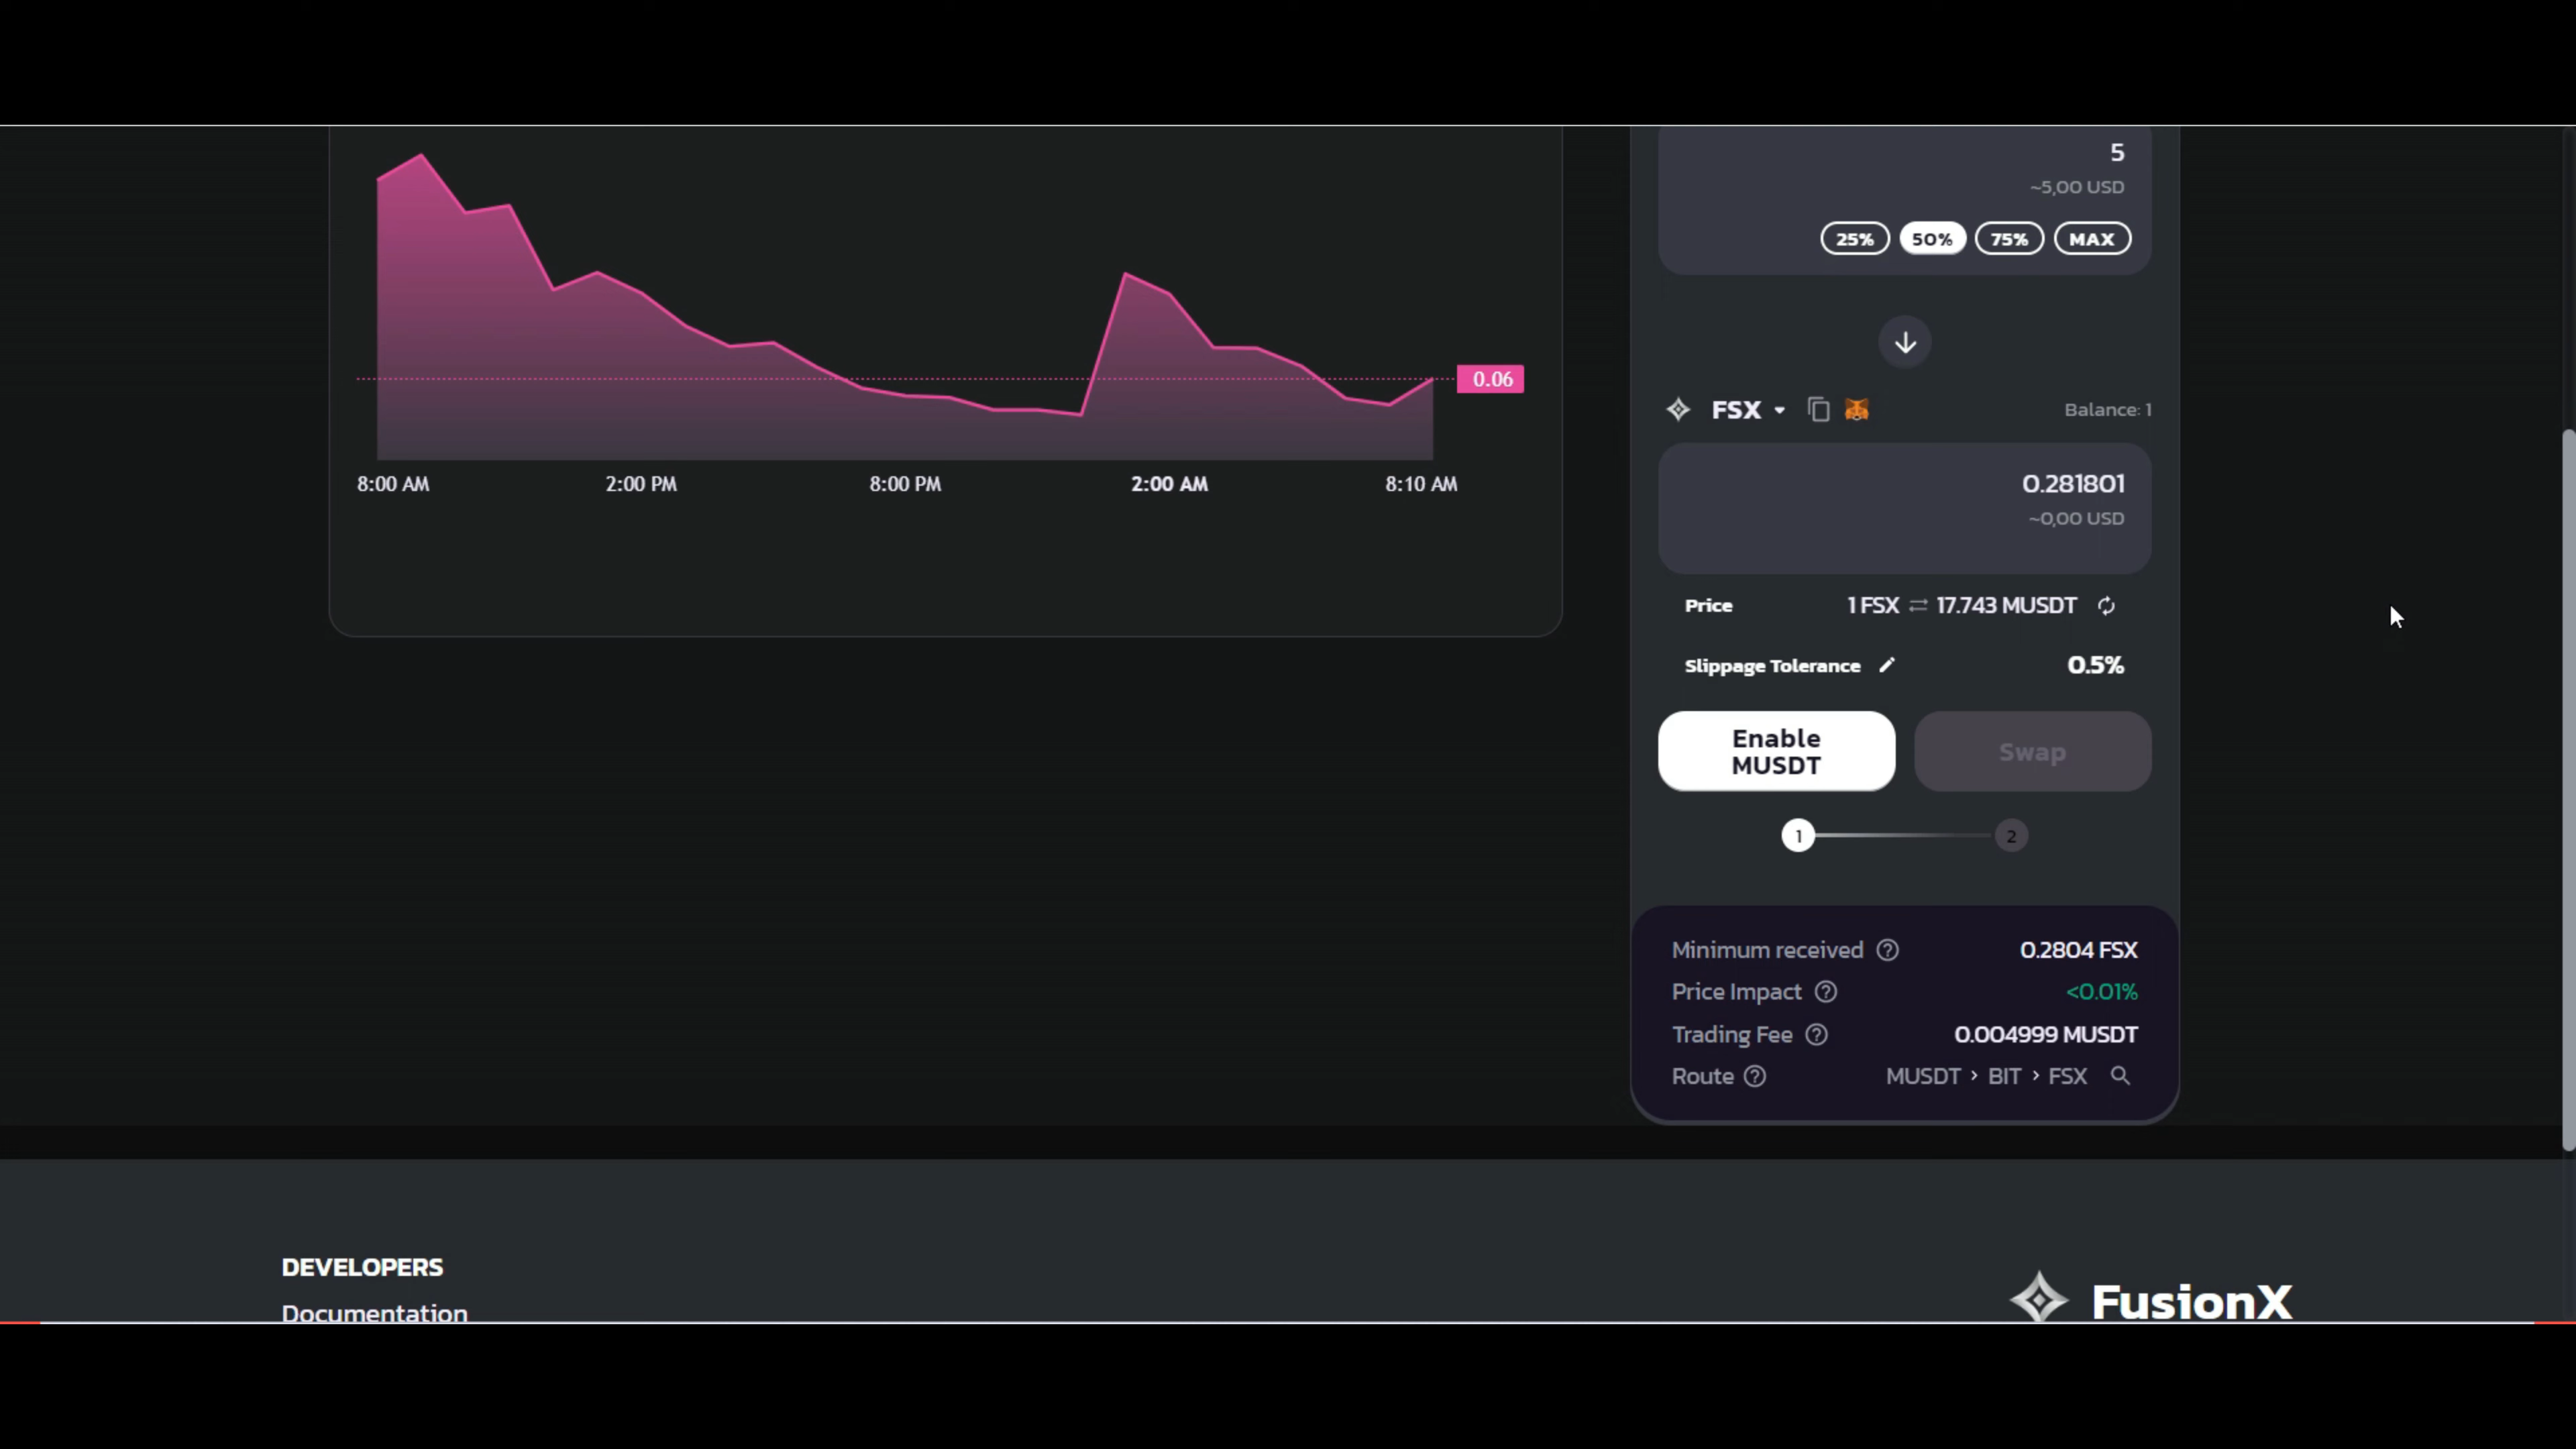 0.06
8:00 AM 2:00 PM 8:00 PM 2:00 AM 8:10 AM
5
~5,00 USD
25% 50% 75% MAX
FSX Balance: 1
0.281801
~0,00 USD
Price 1 FSX ⇄ 17.743 MUSDT
Slippage Tolerance 0.5%
Enable
MUSDT
Swap
1 2
Minimum received ? 0.2804 FSX
Price Impact ? <0.01%
Trading Fee ? 0.004999 MUSDT
Route ? MUSDT > BIT > FSX
DEVELOPERS
Documentation
FusionX